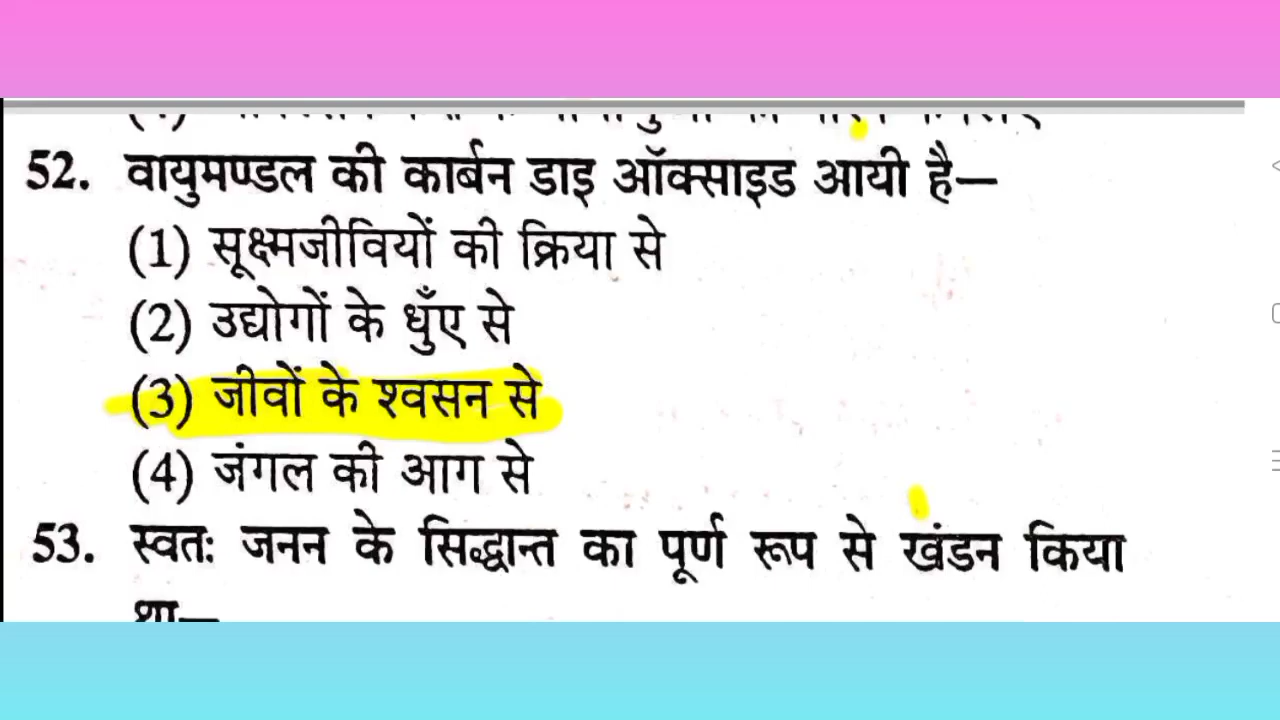 52. वायुमण्डल की कार्बन डाइ ऑक्साइड आयी है—
(1) सूक्ष्मजीवियों की क्रिया से
(2) उद्योगों के धुँए से
(3) जीवों के श्वसन से
(4) जंगल की आग से
53. स्वतः जनन के सिद्धान्त का पूर्ण रूप से खंडन किया
था—